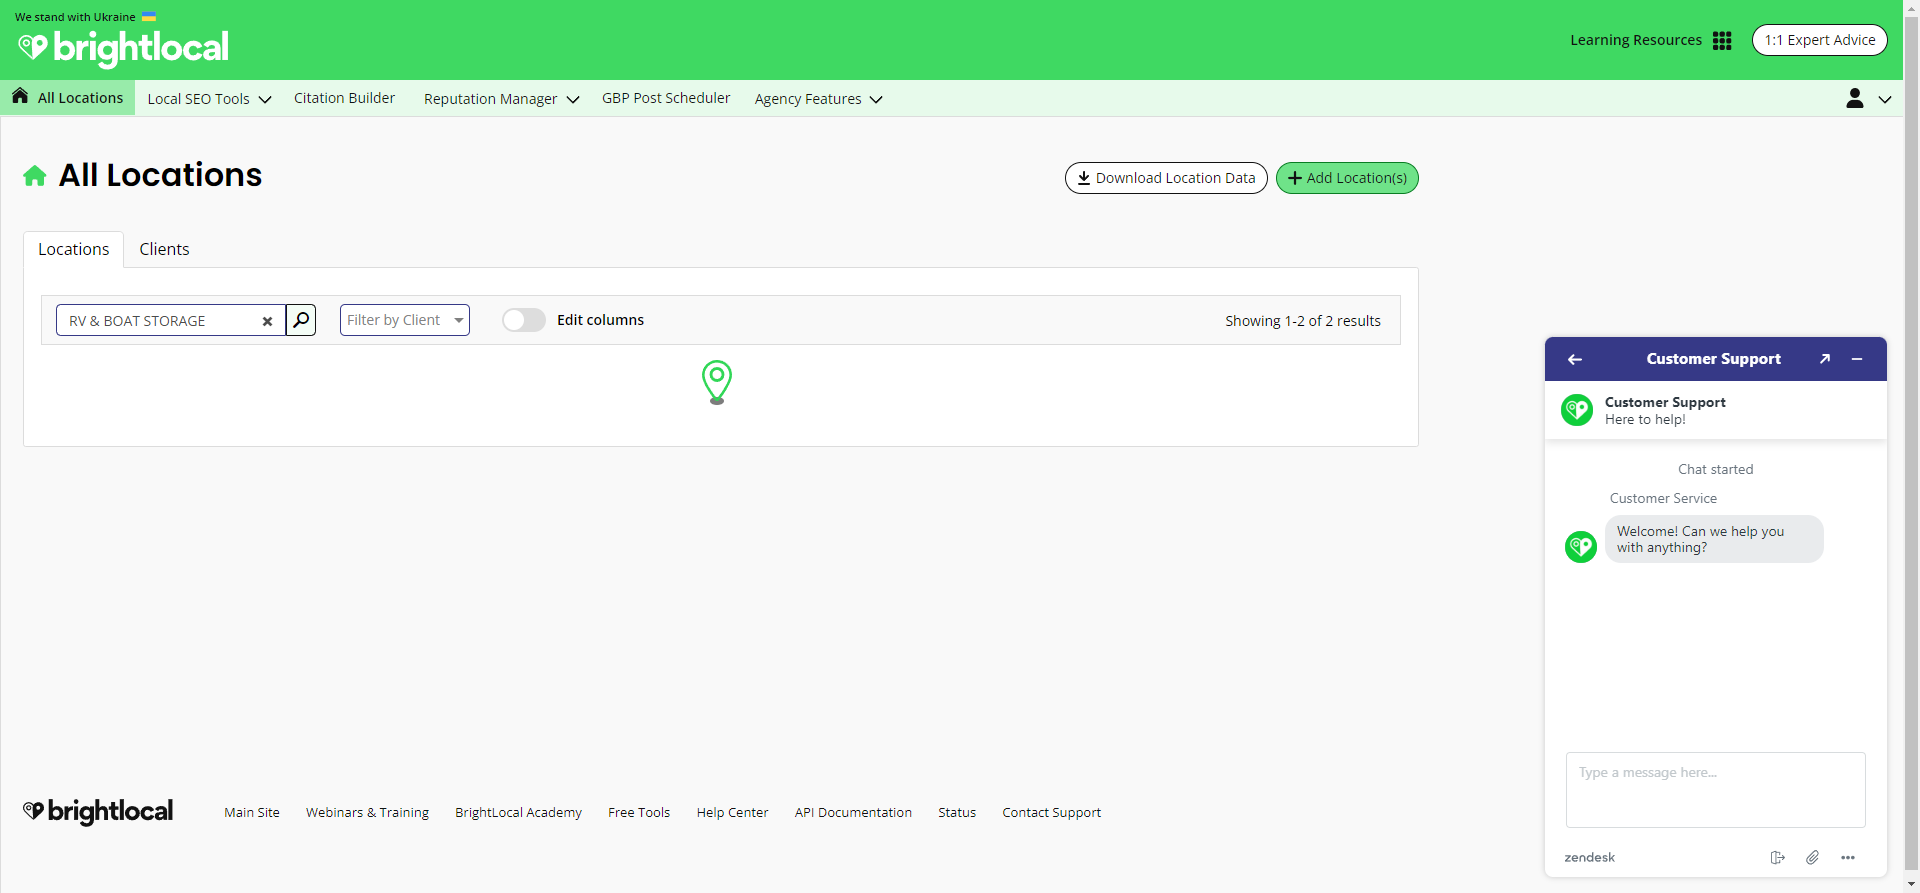 We stand with Ukraine
brightlocal
Learning Resources
1:1 Expert Advice
All Locations
Local SEO Tools
Citation Builder
Reputation Manager
GBP Post Scheduler
Agency Features
All Locations
Download Location Data
Add Location(s)
Locations
Clients
RV & BOAT STORAGE
Filter by Client
Edit columns
Showing 1-2 of 2 results
Customer Support
Customer Support
Here to help!
Chat started
Customer Service
Welcome! Can we help you
with anything?
Type a message here...
zendesk
brightlocal
Main Site
Webinars & Training
BrightLocal Academy
Free Tools
Help Center
API Documentation
Status
Contact Support